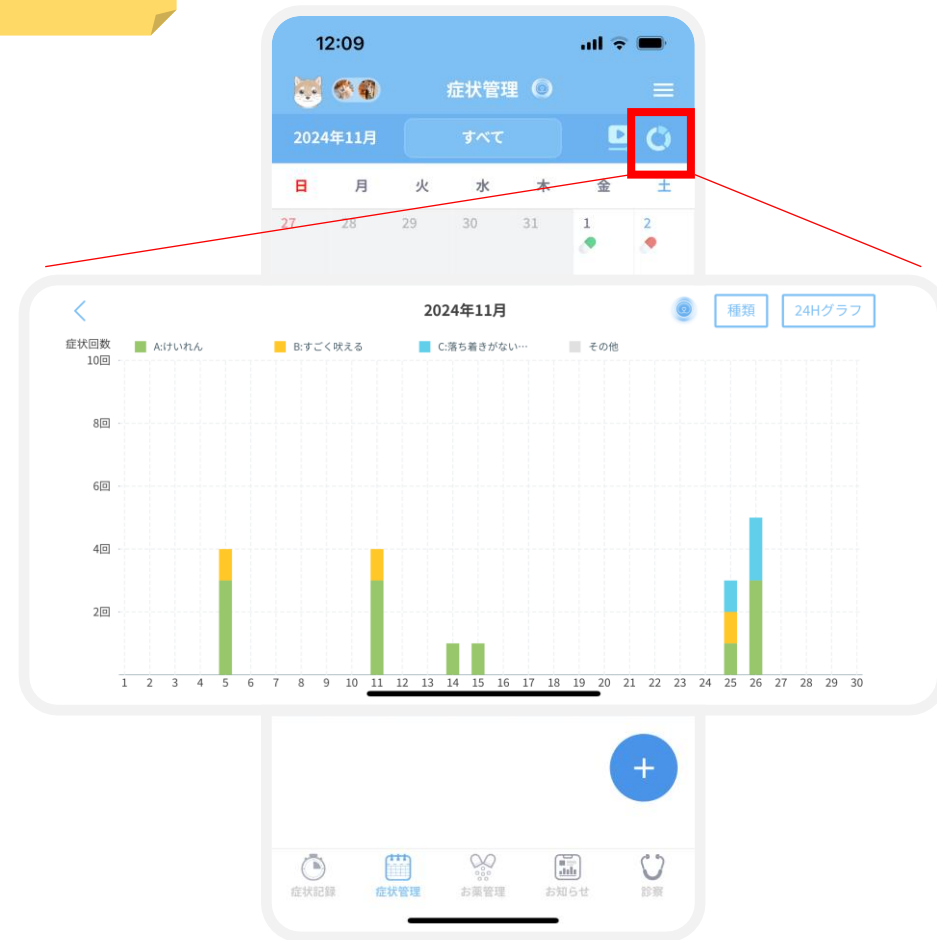 12:09
症状管理
2024年11月 すべて
日 月 火 水 木 金 土
27 28 29 30 31 1 2
2024年11月 種類 24Hグラフ
症状回数 A:けいれん B:すごく吠える C:落ち着きがない… その他
10回
8回
6回
4回
2回
1 2 3 4 5 6 7 8 9 10 11 12 13 14 15 16 17 18 19 20 21 22 23 24 25 26 27 28 29 30
+
症状記録 症状管理 お薬管理 お知らせ 診察